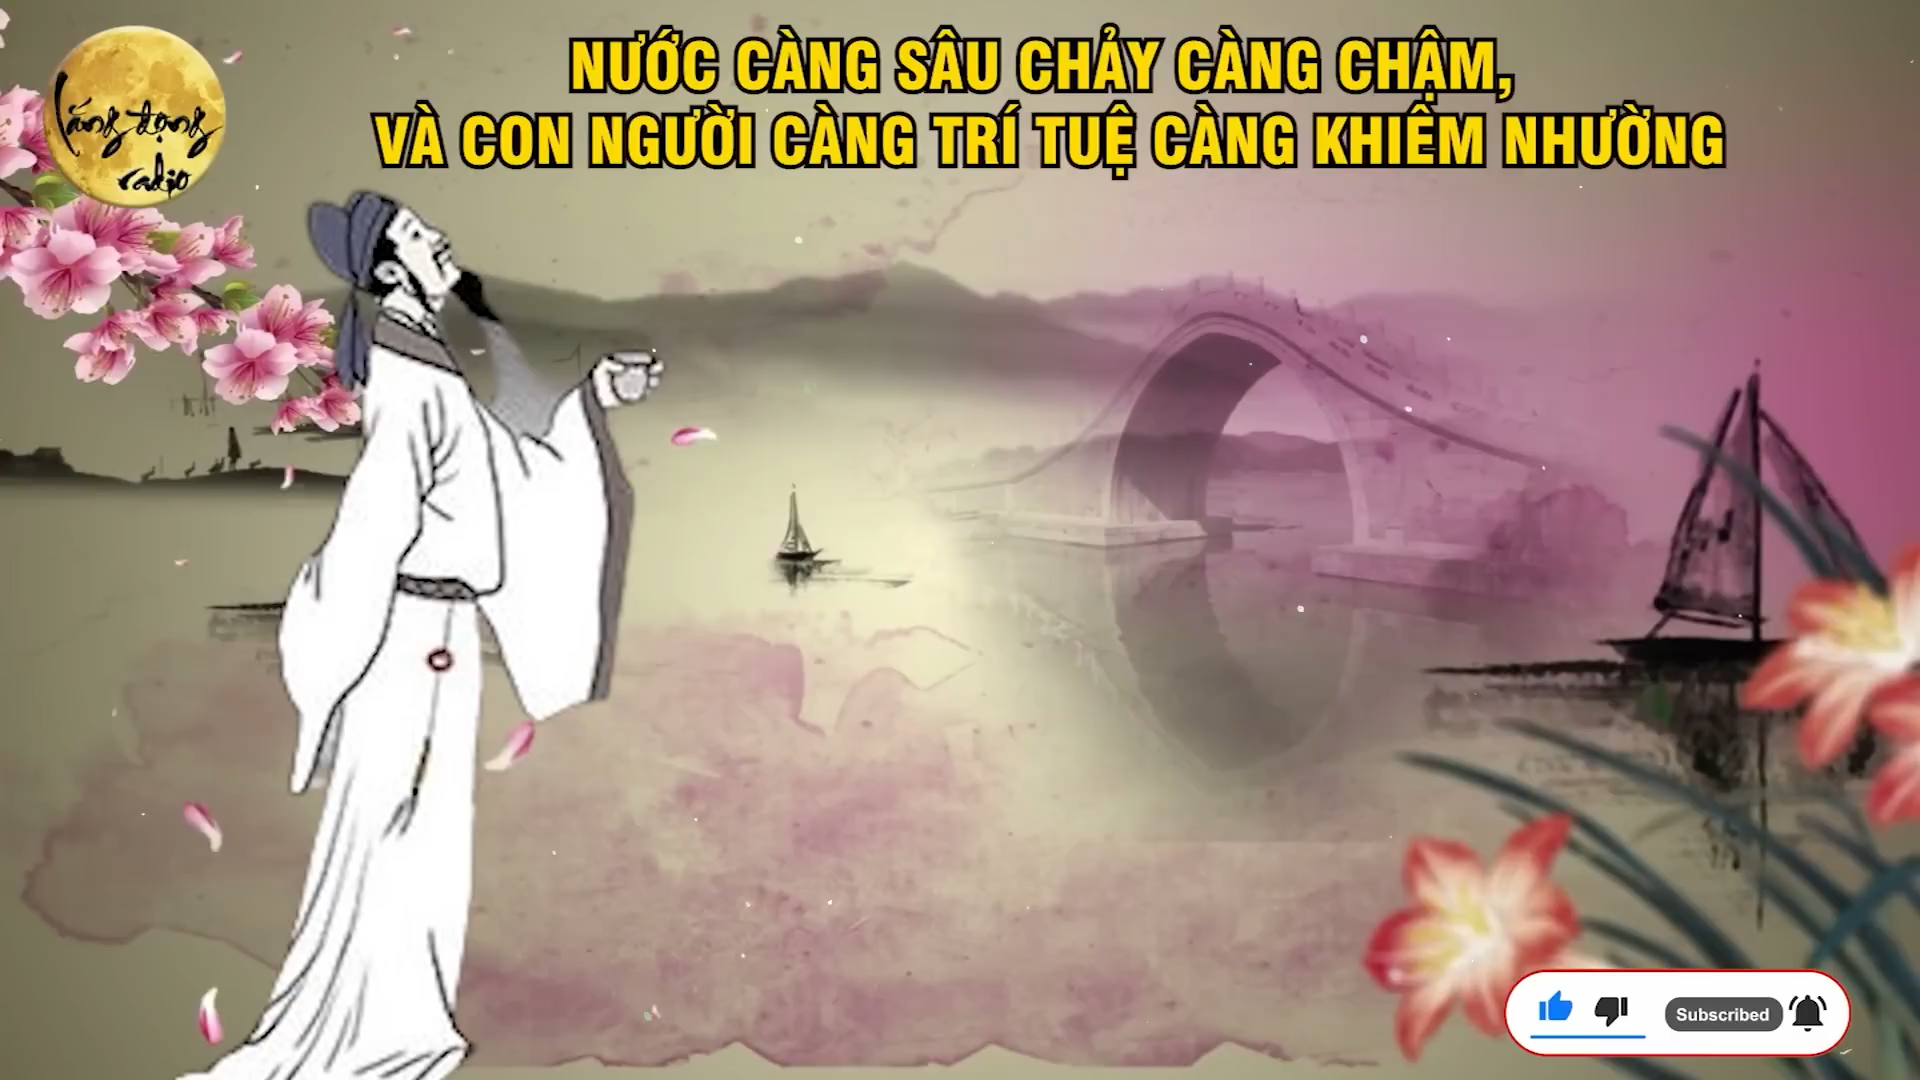 NƯỚC CÀNG SÂU CHẢY CÀNG CHẬM,
VÀ CON NGƯỜI CÀNG TRÍ TUỆ CÀNG KHIÊM NHƯỜNG
lắng đọng
radio
Subscribed